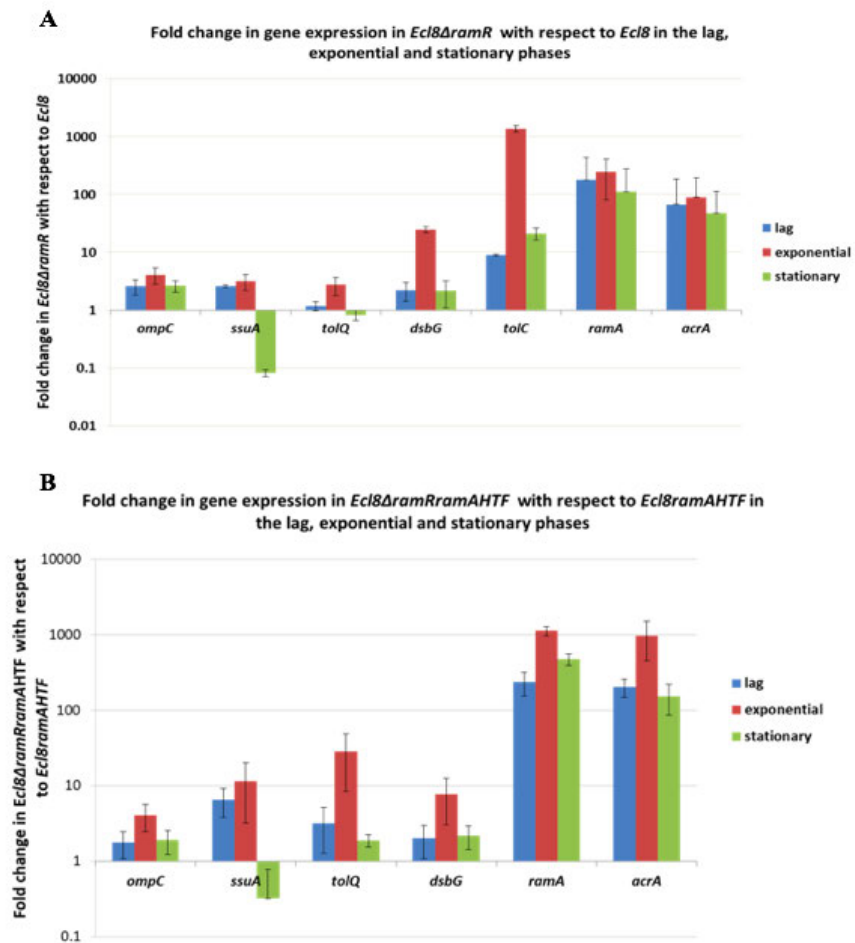 A
Fold change in gene expression in Ecl8ΔramR with respect to Ecl8 in the lag,
exponential and stationary phases
Fold change in Ecl8ΔramR with respect to Ecl8
10000
1000
100
10
1
0.1
0.01
ompC ssuA tolQ dsbG tolC ramA acrA
lag
exponential
stationary
B
Fold change in gene expression in Ecl8ΔramRramAHTF with respect to Ecl8ramAHTF in
the lag, exponential and stationary phases
Fold change in Ecl8ΔramRramAHTF with respect
to Ecl8ramAHTF
10000
1000
100
10
1
0.1
ompC ssuA tolQ dsbG ramA acrA
lag
exponential
stationary